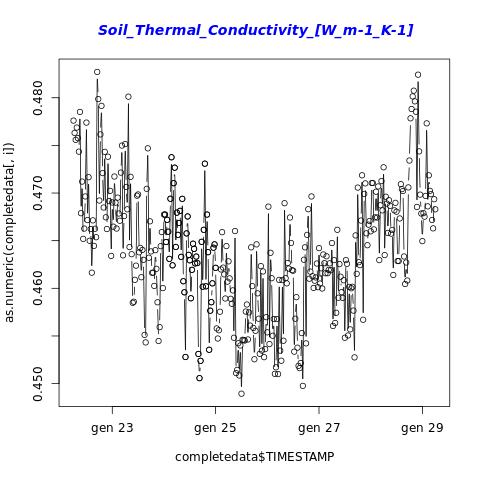 Soil_Thermal_Conductivity_[W_m-1_K-1]
as.numeric(completedata[, i])
0.480
0.470
0.460
0.450
gen 23 gen 25 gen 27 gen 29
completedata$TIMESTAMP